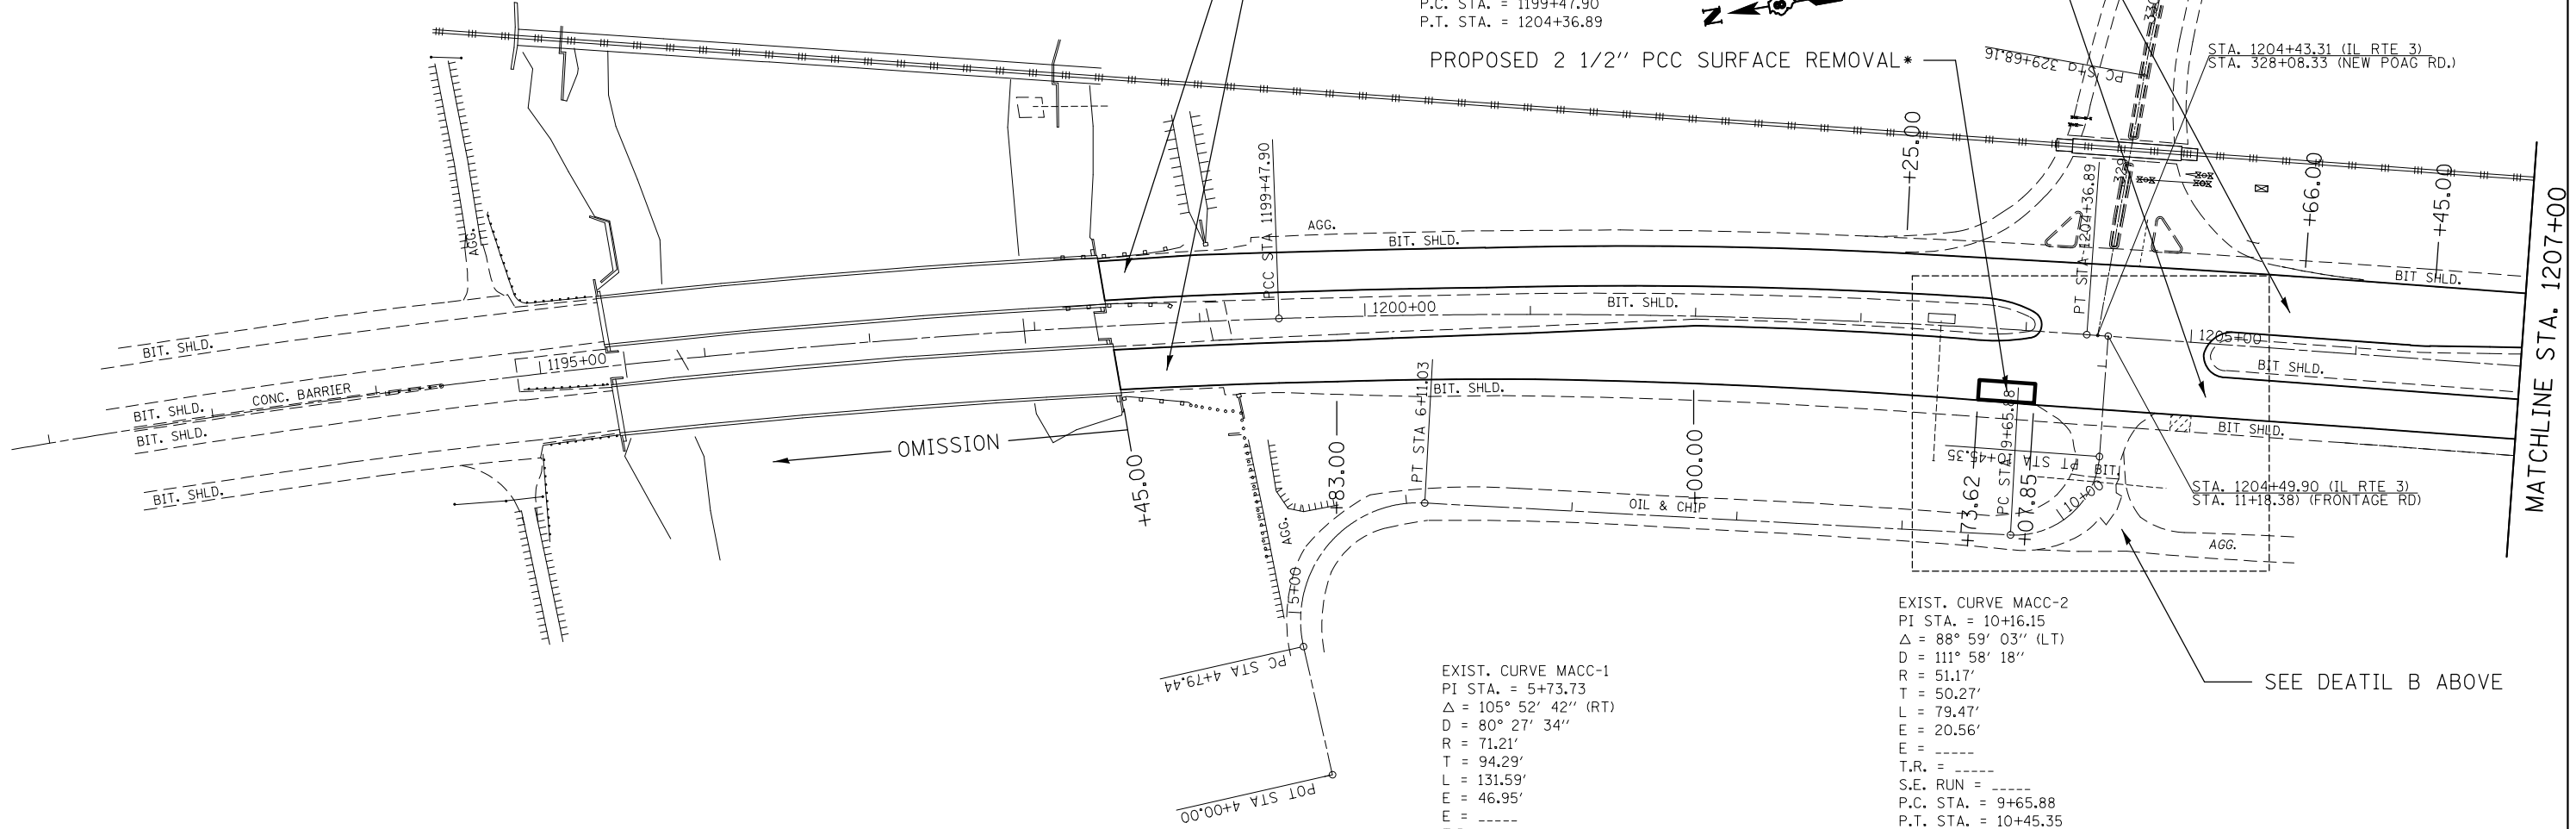 P.C. STA. = 1199+47.90
P.T. STA. = 1204+36.89
N
PROPOSED 2 1/2'' PCC SURFACE REMOVAL*
PC Sta 329+68.16
STA. 1204+43.31 (IL RTE 3)
STA. 328+08.33 (NEW POAG RD.)
329
+25.00
+66.00
+45.00
MATCHLINE STA. 1207+00
PCC STA 1199+47.90
PT STA 1204+36.89
AGG.
AGG.
BIT. SHLD.
BIT SHLD.
1200+00
BIT. SHLD.
1205+00
BIT SHLD.
BIT. SHLD.
1195+00
CONC. BARRIER
BIT. SHLD.
BIT. SHLD.
BIT. SHLD.
BIT. SHLD.
BIT SHLD.
OMISSION
+45.00
+83.00
PT STA 6+11.03
+00.00
+73.62
PC STA 9+65.88
+07.85
PT STA 10+45.35
BIT.
10+00
STA. 1204+49.90 (IL RTE 3)
STA. 11+18.38) (FRONTAGE RD)
OIL & CHIP
AGG.
AGG.
5+00
PC STA 4+79.44
POT STA 4+00.00
SEE DEATIL B ABOVE
EXIST. CURVE MACC-1
PI STA. = 5+73.73
Δ = 105° 52' 42'' (RT)
D = 80° 27' 34''
R = 71.21'
T = 94.29'
L = 131.59'
E = 46.95'
E = _____
EXIST. CURVE MACC-2
PI STA. = 10+16.15
Δ = 88° 59' 03'' (LT)
D = 111° 58' 18''
R = 51.17'
T = 50.27'
L = 79.47'
E = 20.56'
E = _____
T.R. = _____
S.E. RUN = _____
P.C. STA. = 9+65.88
P.T. STA. = 10+45.35